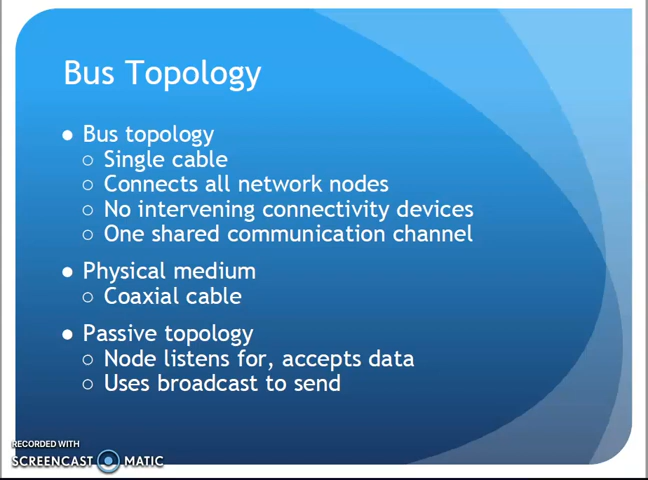 Bus Topology
● Bus topology
○ Single cable
○ Connects all network nodes
○ No intervening connectivity devices
○ One shared communication channel
● Physical medium
○ Coaxial cable
● Passive topology
○ Node listens for, accepts data
○ Uses broadcast to send
RECORDED WITH
SCREENCAST MATIC